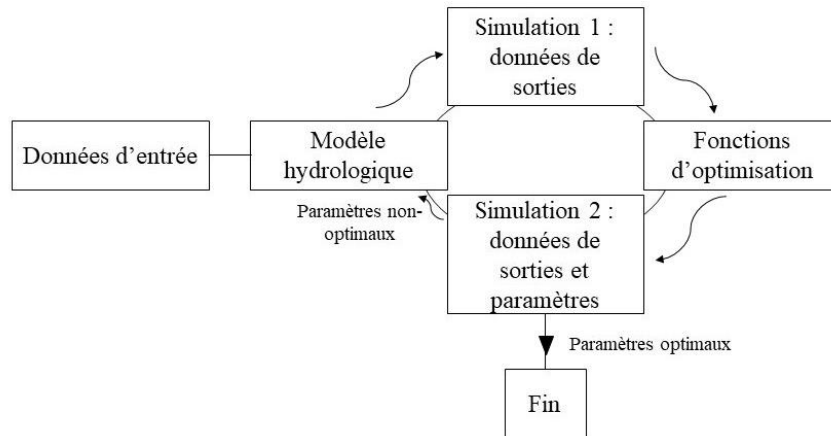 Simulation 1 :
données de
sorties
Données d'entrée
Modèle
hydrologique
Fonctions
d'optimisation
Paramètres non-
optimaux
Simulation 2 :
données de
sorties et
paramètres
Paramètres optimaux
Fin